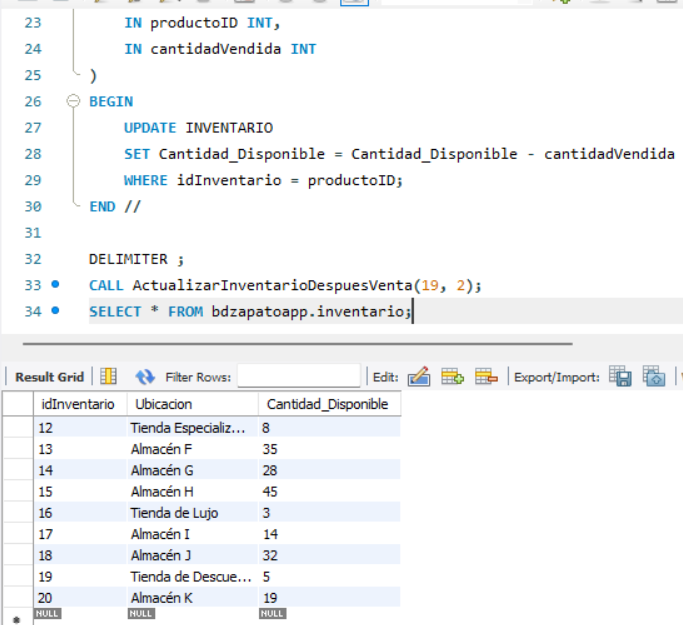 23 IN productoID INT,
24 IN cantidadVendida INT
25 )
26 BEGIN
27 UPDATE INVENTARIO
28 SET Cantidad_Disponible = Cantidad_Disponible - cantidadVendida
29 WHERE idInventario = productoID;
30 END //
31
32 DELIMITER ;
33 CALL ActualizarInventarioDespuesVenta(19, 2);
34 SELECT * FROM bdzapatoapp.inventario;
Result Grid Filter Rows: Edit: Export/Import:
idInventario Ubicacion Cantidad_Disponible
12 Tienda Especializ... 8
13 Almacén F 35
14 Almacén G 28
15 Almacén H 45
16 Tienda de Lujo 3
17 Almacén I 14
18 Almacén J 32
19 Tienda de Descue... 5
20 Almacén K 19
NULL NULL NULL